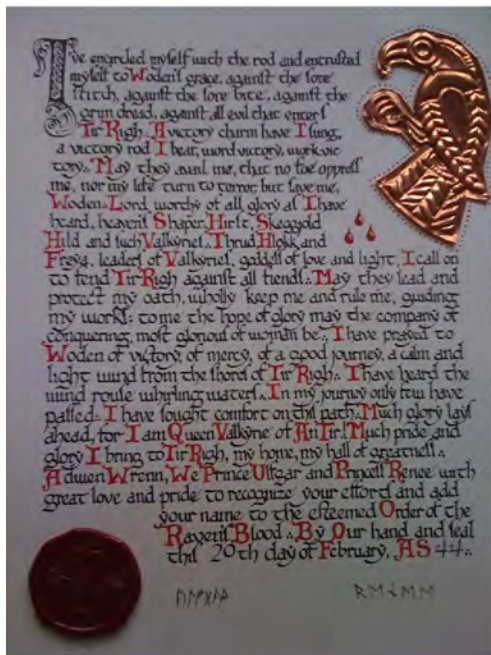 I've engirded myself with the rod and entrusted
myself to Woden's grace, against the sore
stitch, against the sore bite, against the
grim dread, against all evil that enters
Tir Righ. A victory charm have I sung,
a victory rod I bear, word victory, work vic
tory. May they avail me, that no foe oppress
me, nor my life turn to terror, but save me,
Woden. Lord, worthy of all glory as I have
heard, heaven's Shaper. Hirst, Skeggold
Hild and such Valkyries. Thrud Hlokk and
Freya, leaders of Valkyries, goddess of love and light, I call on
to fend Tir Righ against all fiends. May they lead and
protect my oath, wholly keep me and rule me, guiding
my works: to me the hope of glory may the company of
conquering, most glorious of woman be. I have prayed to
Woden of victory, of mercy, of a good journey, a calm and
light wind from the shores of Tir Righ. I have heard the
wind rouse whirling waters. In my journey only few have
passed. I have sought comfort on this path. Much glory lays
ahead, for I am Queen Valkyrie of AnTir! Much pride and
glory I bring to Tir Righ, my home, my hall of greatness.
Adwen Wrenn, We Prince Ulfgar and Princess Renee with
great love and pride to recognize your efforts and add
your name to the esteemed Order of the
Raven's Blood. By Our hand and seal
this 20th day of February, AS 44.
ᚱᛖᚾᛖᛖ